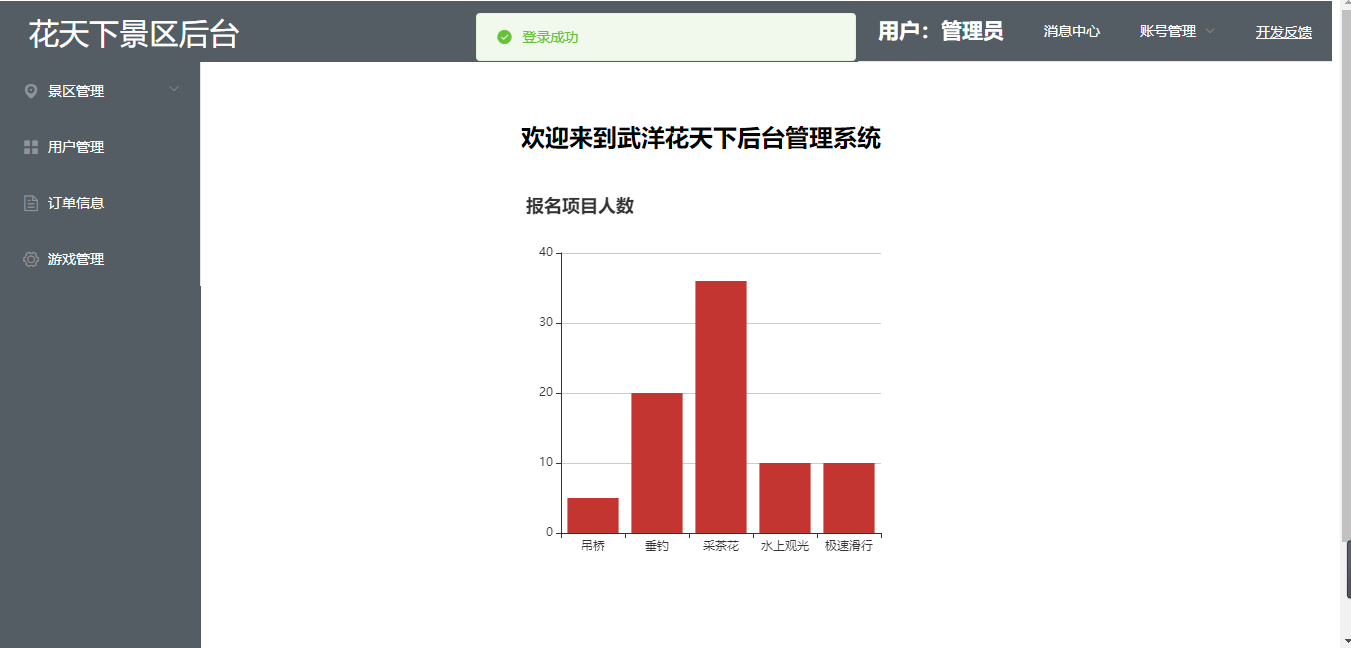 花天下景区后台
登录成功
用户：管理员
消息中心
账号管理
开发反馈
景区管理
用户管理
订单信息
游戏管理
欢迎来到武洋花天下后台管理系统
报名项目人数
40
30
20
10
0
吊桥
垂钓
采茶花
水上观光
极速滑行